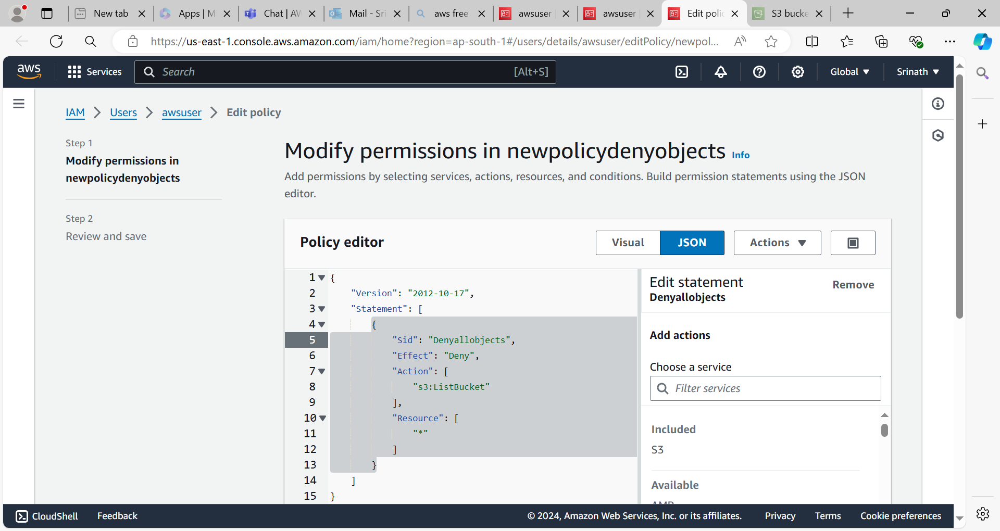 New tab
Apps | M
Chat | AW
Mail - Sri
aws free
awsuser |
awsuser |
Edit polic
S3 bucke
https://us-east-1.console.aws.amazon.com/iam/home?region=ap-south-1#/users/details/awsuser/editPolicy/newpol...
aws
Services
Search
[Alt+S]
Global
Srinath
IAM
Users
awsuser
Edit policy
Step 1
Modify permissions in
newpolicydenyobjects
Step 2
Review and save
Modify permissions in newpolicydenyobjects Info
Add permissions by selecting services, actions, resources, and conditions. Build permission statements using the JSON
editor.
Policy editor
Visual
JSON
Actions
1 {
2 "Version": "2012-10-17",
3 "Statement": [
4 {
5 "Sid": "Denyallobjects",
6 "Effect": "Deny",
7 "Action": [
8 "s3:ListBucket"
9 ],
10 "Resource": [
11 "*"
12 ]
13 }
14 ]
15 }
Edit statement
Remove
Denyallobjects
Add actions
Choose a service
Filter services
Included
S3
Available
AMP
CloudShell
Feedback
© 2024, Amazon Web Services, Inc. or its affiliates.
Privacy
Terms
Cookie preferences